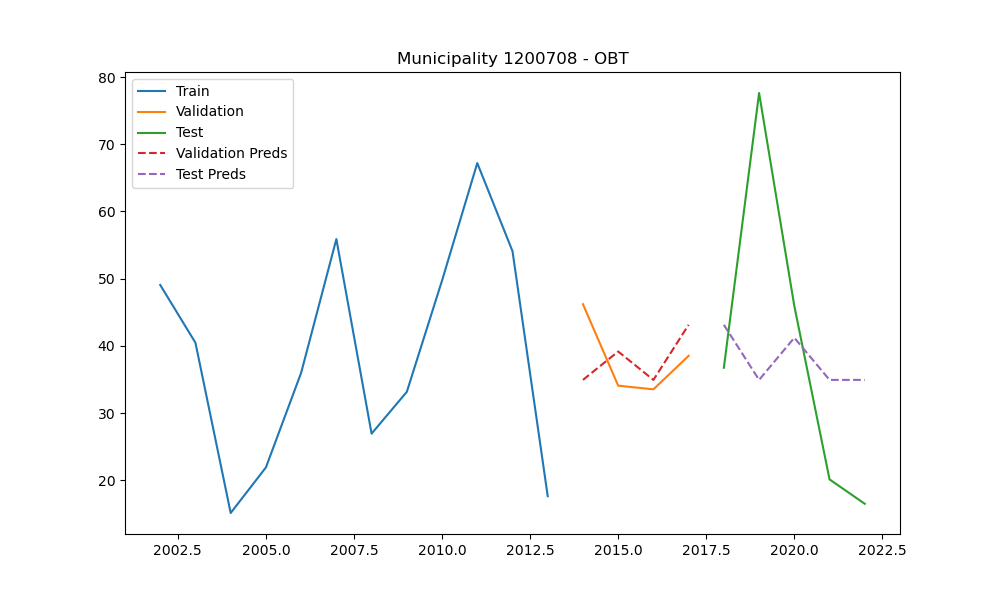 Municipality 1200708 - OBT
Train
Validation
Test
Validation Preds
Test Preds
80
70
60
50
40
30
20
2002.5 2005.0 2007.5 2010.0 2012.5 2015.0 2017.5 2020.0 2022.5